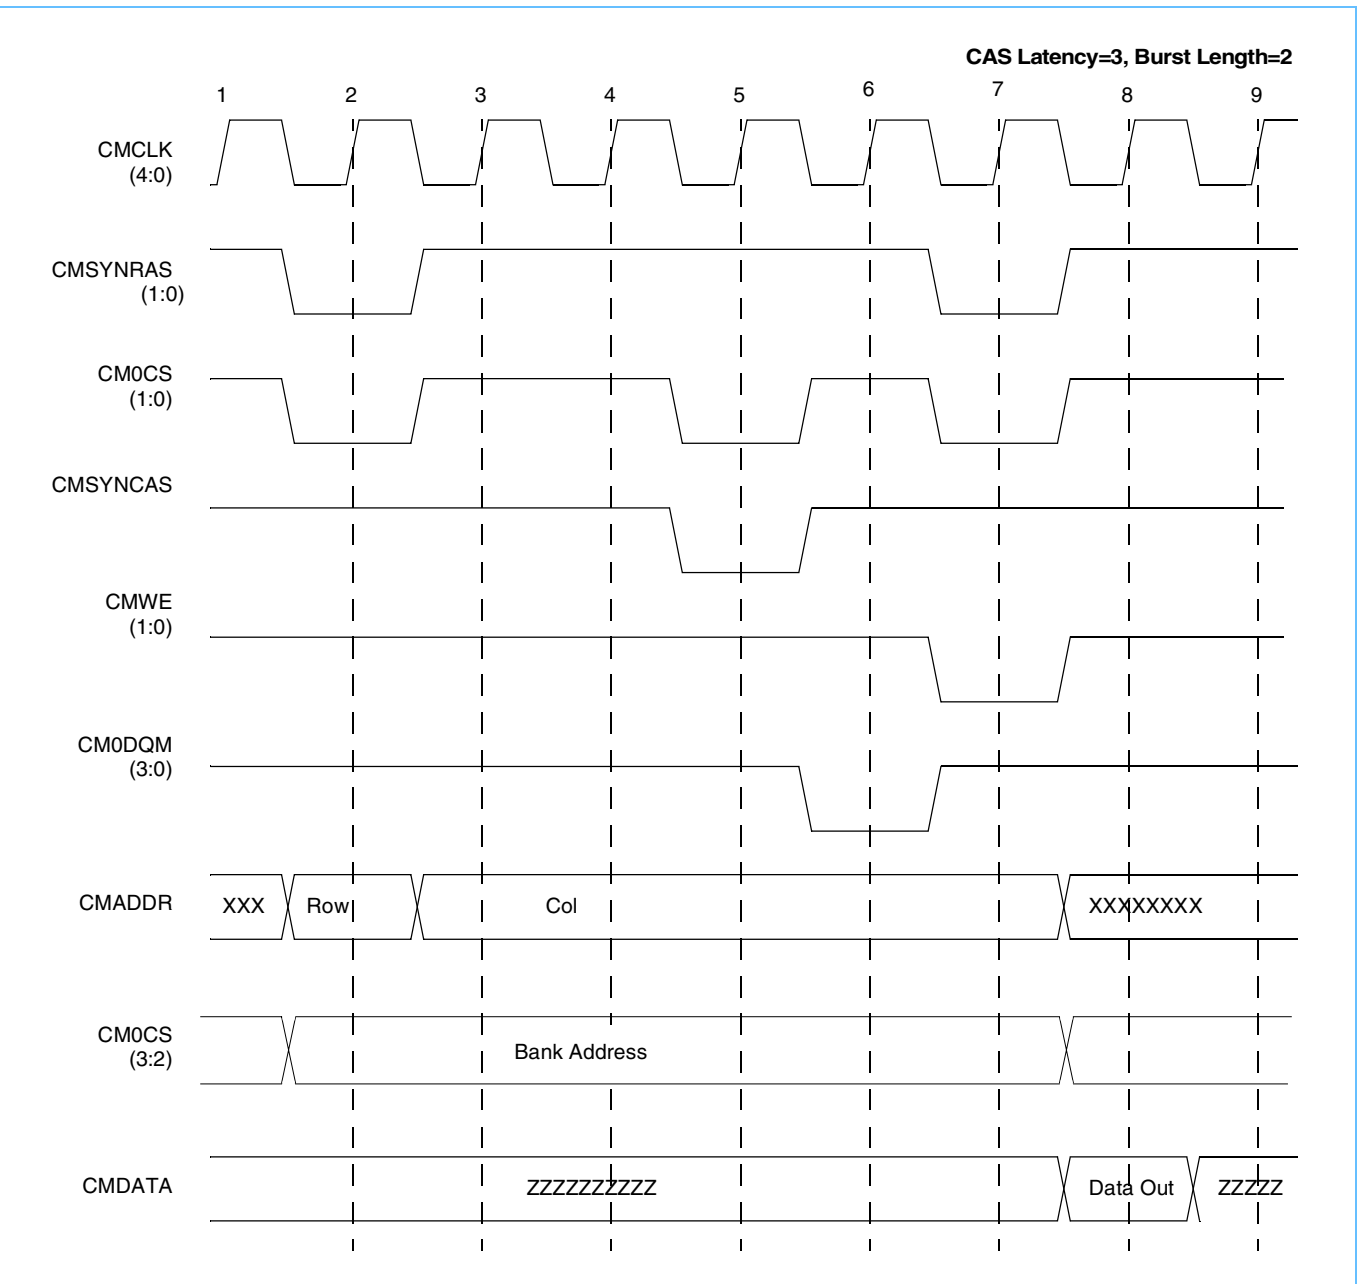 CAS Latency=3, Burst Length=2
1 2 3 4 5 6 7 8 9
CMCLK
(4:0)
CMSYNRAS
(1:0)
CM0CS
(1:0)
CMSYNCAS
CMWE
(1:0)
CM0DQM
(3:0)
CMADDR XXX Row Col XXXXXXXX
CM0CS
(3:2)
Bank Address
CMDATA ZZZZZZZZZZ Data Out ZZZZZ